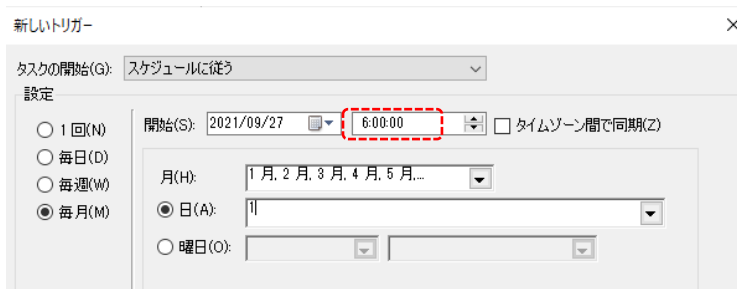 新しいトリガー
タスクの開始(G): スケジュールに従う
設定
1 回(N)
毎日(D)
毎週(W)
毎月(M)
開始(S): 2021/09/27 6:00:00 タイムゾーン間で同期(Z)
月(H): 1 月, 2 月, 3 月, 4 月, 5 月,...
日(A): 1
曜日(O):